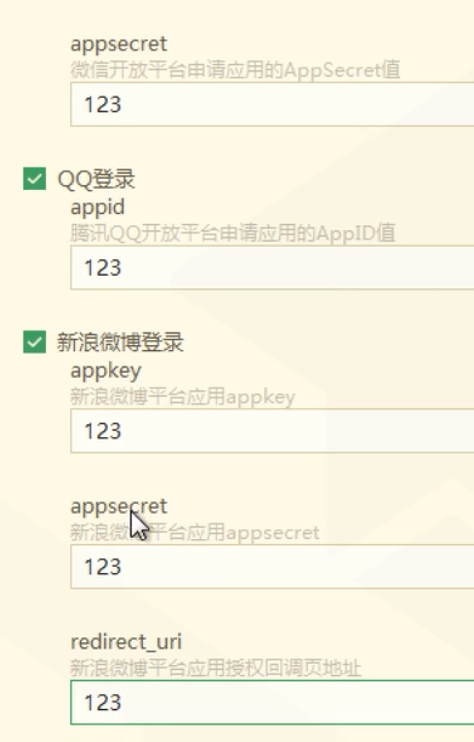 appsecret
微信开放平台申请应用的AppSecret值
123
QQ登录
appid
腾讯QQ开放平台申请应用的AppID值
123
新浪微博登录
appkey
新浪微博平台应用appkey
123
appsecret
新浪微博平台应用appsecret
123
redirect_uri
新浪微博平台应用授权回调页地址
123